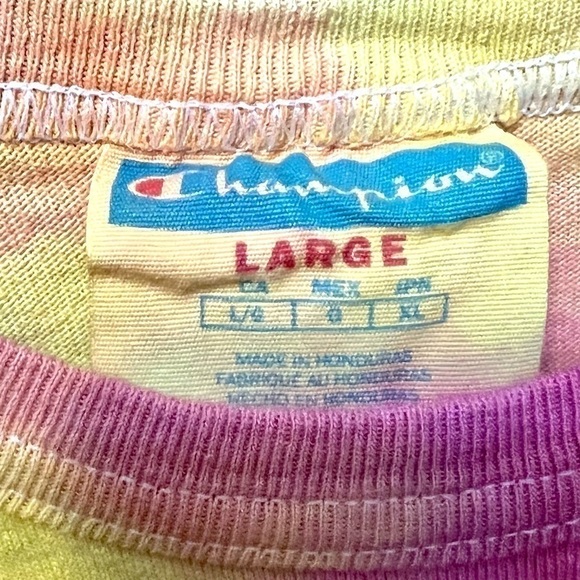 Champion®
LARGE
CA MEX JPN
L/G G XL
MADE IN HONDURAS
FABRIQUE AU HONDURAS
HECHO EN HONDURAS